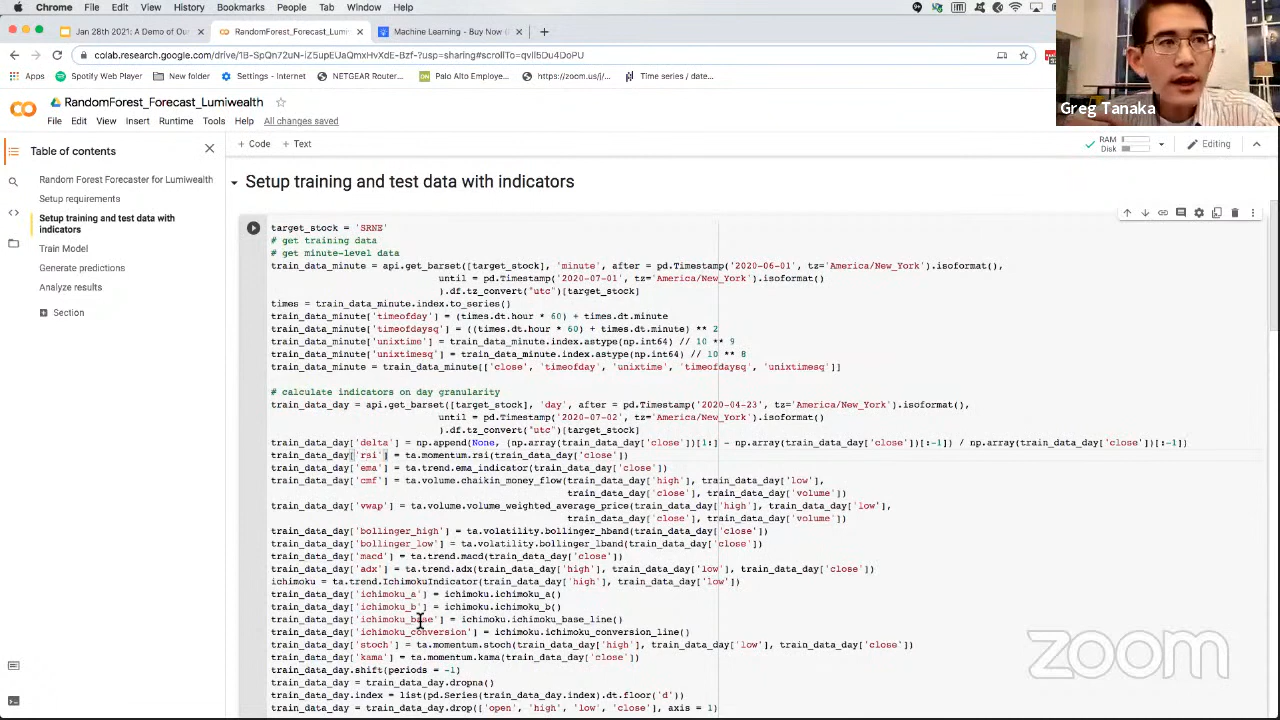 Chrome File Edit View History Bookmarks People Tab Window Help
Jan 28th 2021: A Demo of Ou
RandomForest_Forecast_Lumiw
Machine Learning - Buy Now
Apps Spotify Web Player New folder Settings - Internet NETGEAR Router... Palo Alto Employe... https://zoom.us/j/... Time series / date...
Greg Tanaka
RandomForest_Forecast_Lumiwealth
File Edit View Insert Runtime Tools Help All changes saved
+ Code + Text
RAM
Disk
Editing
Table of contents
Random Forest Forecaster for Lumiwealth
Setup requirements
Setup training and test data with
indicators
Train Model
Generate predictions
Analyze results
Section
Setup training and test data with indicators
target_stock = 'SRNE'
# get training data
# get minute-level data
train_data_minute = api.get_barset([target_stock], 'minute', after = pd.Timestamp('2020-06-01', tz='America/New_York').isoformat(),
until = pd.Timestamp('2020-07-01', tz='America/New_York').isoformat()
).df.tz_convert("utc")[target_stock]
times = train_data_minute.index.to_series()
train_data_minute['timeofday'] = (times.dt.hour * 60) + times.dt.minute
train_data_minute['timeofdaysq'] = ((times.dt.hour * 60) + times.dt.minute) ** 2
train_data_minute['unixtime'] = train_data_minute.index.astype(np.int64) // 10 ** 9
train_data_minute['unixtimesq'] = train_data_minute.index.astype(np.int64) // 10 ** 8
train_data_minute = train_data_minute[['close', 'timeofday', 'unixtime', 'timeofdaysq', 'unixtimesq']]
# calculate indicators on day granularity
train_data_day = api.get_barset([target_stock], 'day', after = pd.Timestamp('2020-04-23', tz='America/New_York').isoformat(),
until = pd.Timestamp('2020-07-02', tz='America/New_York').isoformat()
).df.tz_convert("utc")[target_stock]
train_data_day['delta'] = np.append(None, (np.array(train_data_day['close'])[1:] - np.array(train_data_day['close'])[:-1]) / np.array(train_data_day['close'])[:-1])
train_data_day['rsi'] = ta.momentum.rsi(train_data_day['close'])
train_data_day['ema'] = ta.trend.ema_indicator(train_data_day['close'])
train_data_day['cmf'] = ta.volume.chaikin_money_flow(train_data_day['high'], train_data_day['low'],
train_data_day['close'], train_data_day['volume'])
train_data_day['vwap'] = ta.volume.volume_weighted_average_price(train_data_day['high'], train_data_day['low'],
train_data_day['close'], train_data_day['volume'])
train_data_day['bollinger_high'] = ta.volatility.bollinger_hband(train_data_day['close'])
train_data_day['bollinger_low'] = ta.volatility.bollinger_lband(train_data_day['close'])
train_data_day['macd'] = ta.trend.macd(train_data_day['close'])
train_data_day['adx'] = ta.trend.adx(train_data_day['high'], train_data_day['low'], train_data_day['close'])
ichimoku = ta.trend.IchimokuIndicator(train_data_day['high'], train_data_day['low'])
train_data_day['ichimoku_a'] = ichimoku.ichimoku_a()
train_data_day['ichimoku_b'] = ichimoku.ichimoku_b()
train_data_day['ichimoku_base'] = ichimoku.ichimoku_base_line()
train_data_day['ichimoku_conversion'] = ichimoku.ichimoku_conversion_line()
train_data_day['stoch'] = ta.momentum.stoch(train_data_day['high'], train_data_day['low'], train_data_day['close'])
train_data_day['kama'] = ta.momentum.kama(train_data_day['close'])
train_data_day.shift(periods = -1)
train_data_day = train_data_day.dropna()
train_data_day.index = list(pd.Series(train_data_day.index).dt.floor('d'))
train_data_day = train_data_day.drop(['open', 'high', 'low', 'close'], axis = 1)
zoom